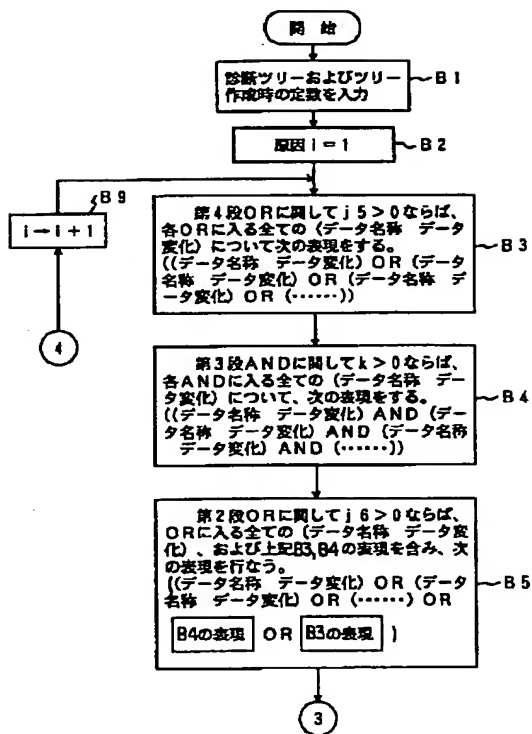 開始
診断ツリーおよびツリー
作成時の定数を入力
B1
原因i=1
B2
B9
i→i+1
4
第4段ORに関してj5>0ならば、
各ORに入る全ての(データ名称 データ
変化)について次の表現をする。
((データ名称 データ変化)OR(データ
名称 データ変化)OR(データ名称 デ
ータ変化)OR(……))
B3
第3段ANDに関してk>0ならば、
各ANDに入る全ての(データ名称 デー
タ変化)について、次の表現をする。
((データ名称 データ変化)AND(デー
タ名称 データ変化)AND(データ名称
データ変化)AND(……))
B4
第2段ORに関してj6>0ならば、
ORに入る全ての(データ名称 データ変
化)、および上記B3,B4の表現を含み、次
の表現を行なう。
((データ名称 データ変化)OR(データ
名称 データ変化)OR(……)OR
B4の表現 OR B3の表現 )
B5
3